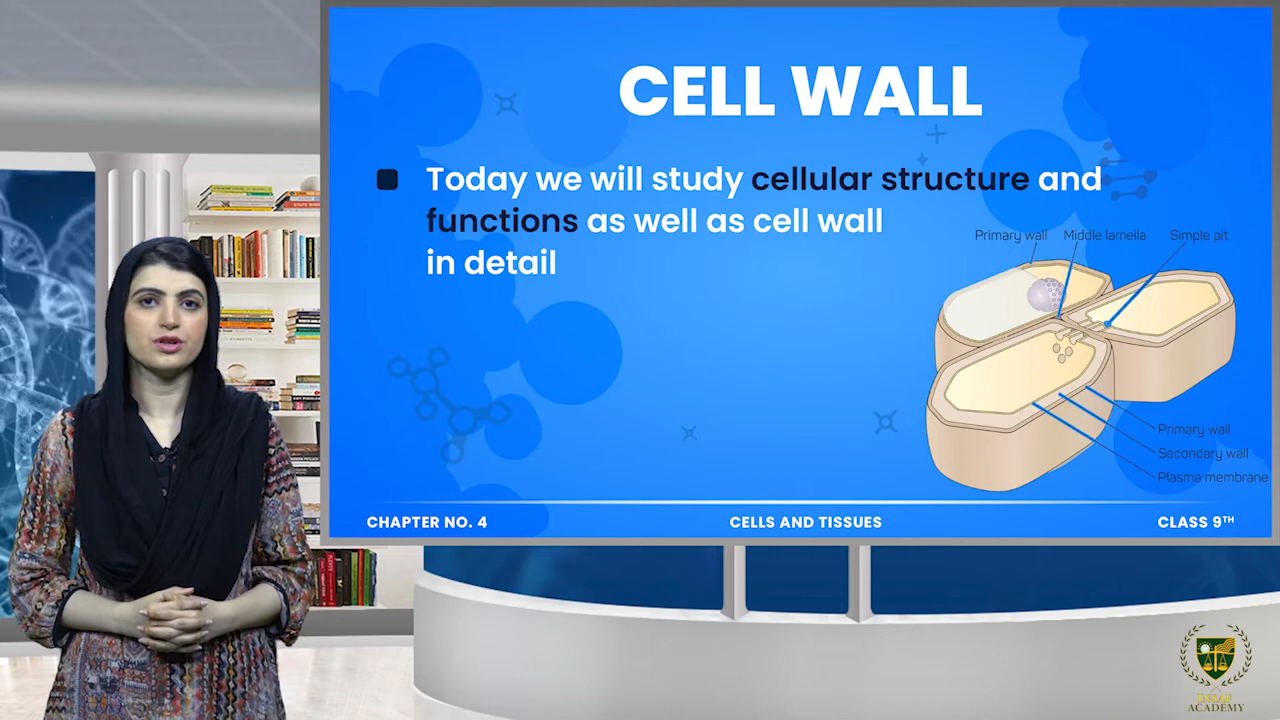 CELL WALL
Today we will study cellular structure and
functions as well as cell wall
in detail
Primary wall Middle lamella Simple pit
Primary wall
Secondary wall
Plasma membrane
CHAPTER NO. 4 CELLS AND TISSUES CLASS 9TH
ACADEMY